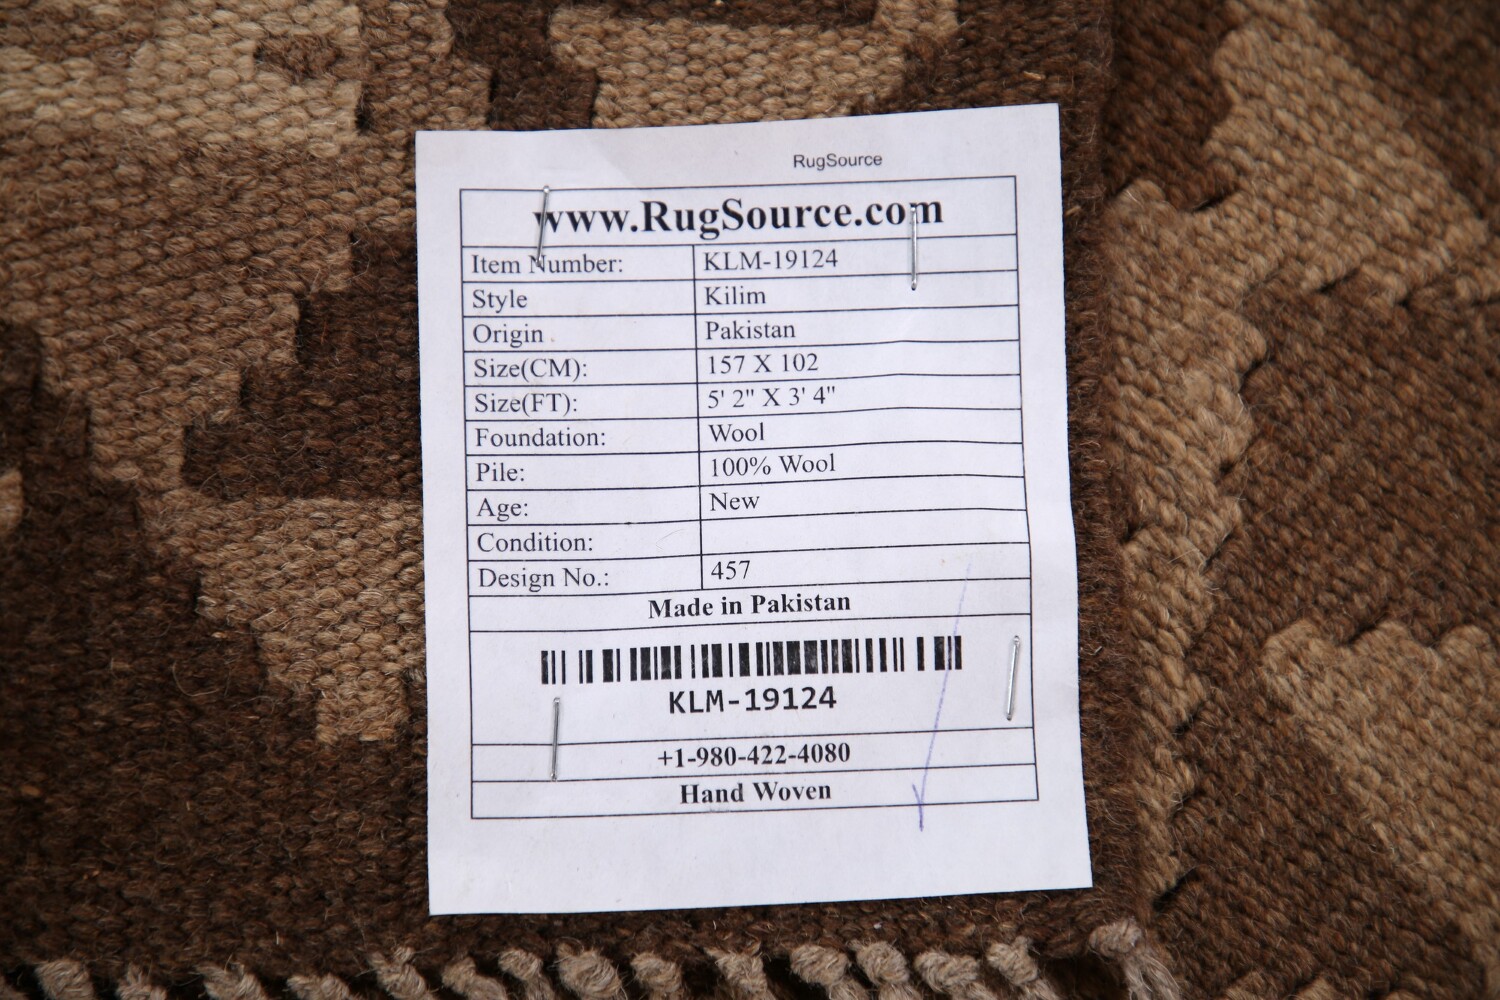 RugSource
www.RugSource.com
Item Number: KLM-19124
Style Kilim
Origin Pakistan
Size(CM): 157 X 102
Size(FT): 5' 2" X 3' 4"
Foundation: Wool
Pile: 100% Wool
Age: New
Condition:
Design No.: 457
Made in Pakistan
KLM-19124
+1-980-422-4080
Hand Woven